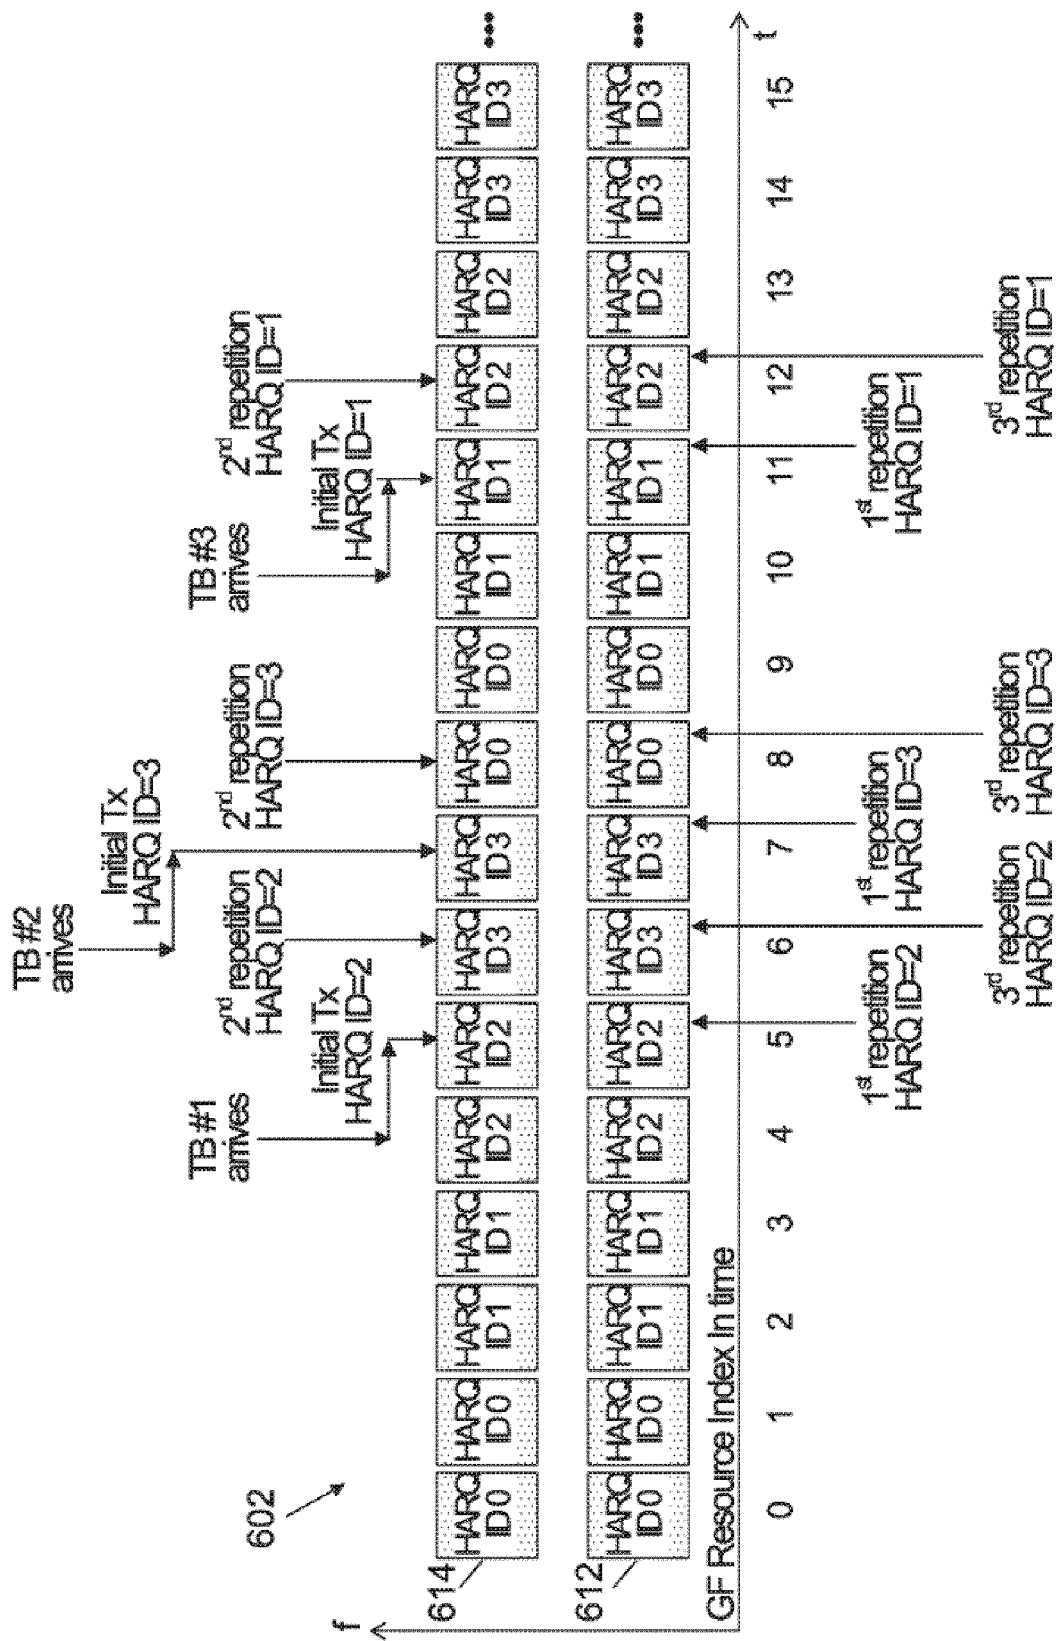 TB #2
arrives
Initial Tx
HARQ ID=3
TB #1
arrives
2nd repetition
HARQ ID=2
2nd repetition
HARQ ID=3
TB #3
arrives
2nd repetition
HARQ ID=1
602
Initial Tx
HARQ ID=2
Initial Tx
HARQ ID=1
f
614
HARQ
ID0
HARQ
ID0
HARQ
ID1
HARQ
ID1
HARQ
ID2
HARQ
ID2
HARQ
ID3
HARQ
ID3
HARQ
ID0
HARQ
ID0
HARQ
ID1
HARQ
ID1
HARQ
ID2
HARQ
ID2
HARQ
ID3
HARQ
ID3
•••
612
HARQ
ID0
HARQ
ID0
HARQ
ID1
HARQ
ID1
HARQ
ID2
HARQ
ID2
HARQ
ID3
HARQ
ID3
HARQ
ID0
HARQ
ID0
HARQ
ID1
HARQ
ID1
HARQ
ID2
HARQ
ID2
HARQ
ID3
HARQ
ID3
•••
GF Resource Index In time
t
0 1 2 3 4 5 6 7 8 9 10 11 12 13 14 15
1st repetition
HARQ ID=2
1st repetition
HARQ ID=3
1st repetition
HARQ ID=1
3rd repetition
HARQ ID=2
3rd repetition
HARQ ID=3
3rd repetition
HARQ ID=1